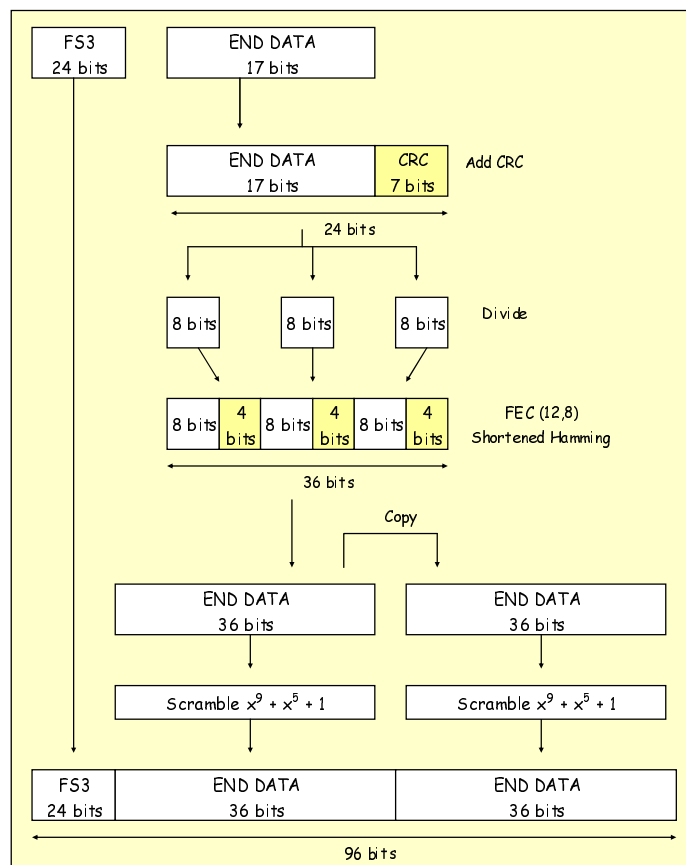 FS3
24 bits
END DATA
17 bits
END DATA
17 bits
CRC
7 bits
Add CRC
24 bits
8 bits
8 bits
8 bits
Divide
8 bits
4
bits
8 bits
4
bits
8 bits
4
bits
FEC (12,8)
Shortened Hamming
36 bits
Copy
END DATA
36 bits
END DATA
36 bits
Scramble x⁹ + x⁵ + 1
Scramble x⁹ + x⁵ + 1
FS3
24 bits
END DATA
36 bits
END DATA
36 bits
96 bits